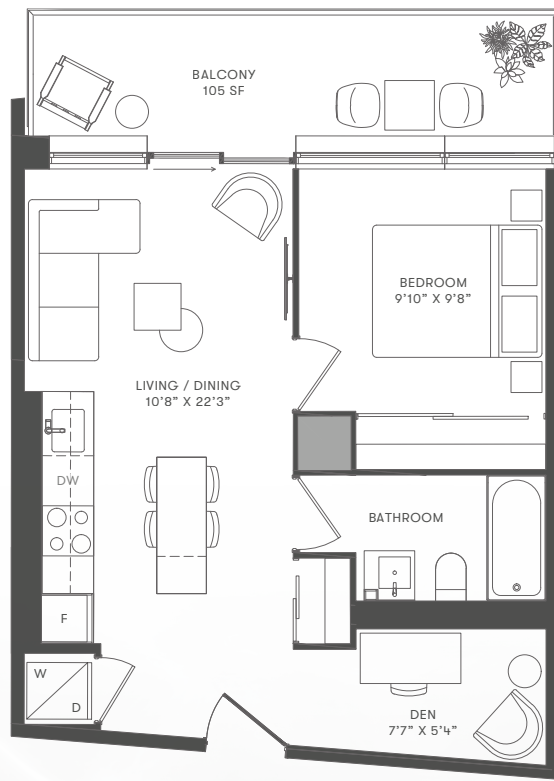 BALCONY
105 SF
BEDROOM
9'10" X 9'8"
LIVING / DINING
10'8" X 22'3"
DW
BATHROOM
F
W
D
DEN
7'7" X 5'4"